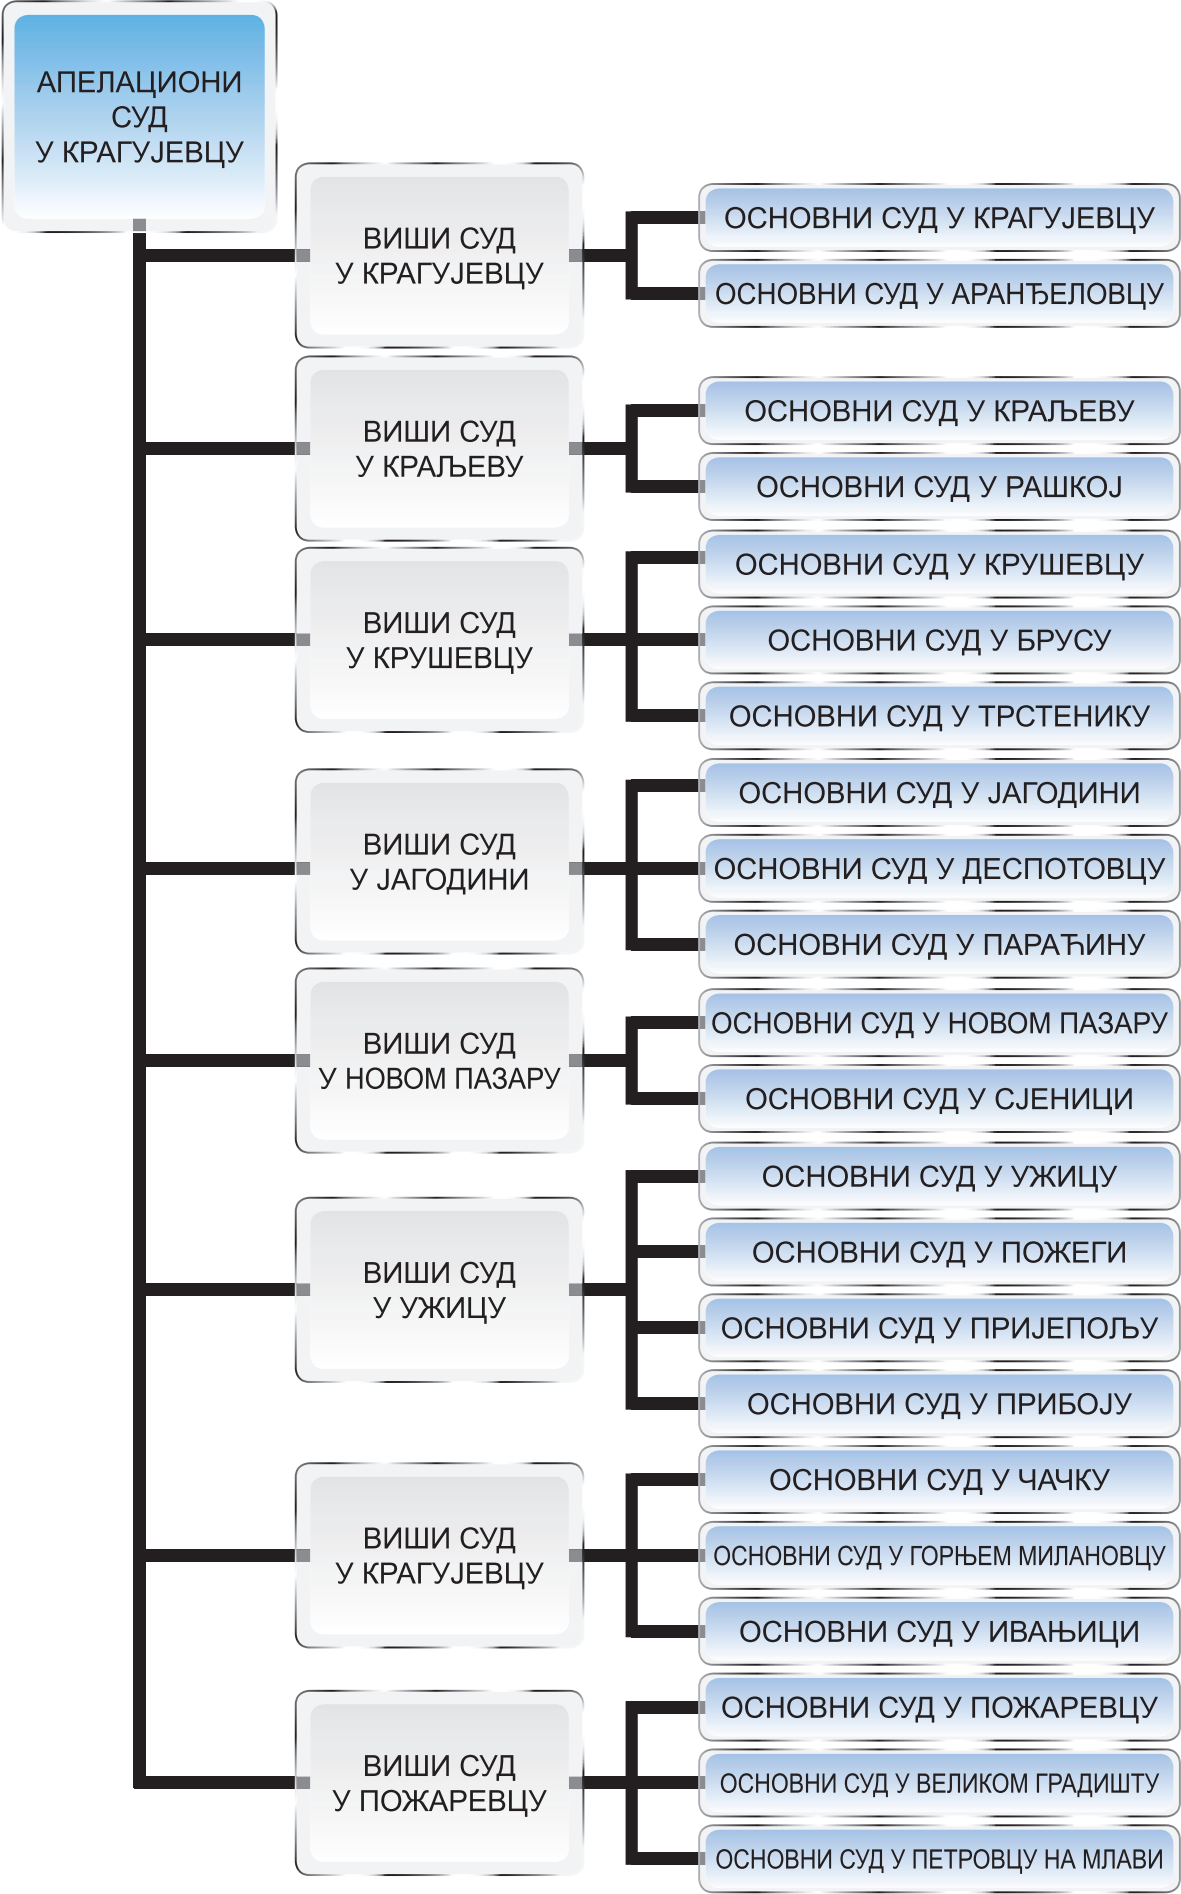 АПЕЛАЦИОНИ
СУД
У КРАГУЈЕВЦУ
ВИШИ СУД
У КРАГУЈЕВЦУ
ОСНОВНИ СУД У КРАГУЈЕВЦУ
ОСНОВНИ СУД У АРАНЂЕЛОВЦУ
ВИШИ СУД
У КРАЉЕВУ
ОСНОВНИ СУД У КРАЉЕВУ
ОСНОВНИ СУД У РАШКОЈ
ВИШИ СУД
У КРУШЕВЦУ
ОСНОВНИ СУД У КРУШЕВЦУ
ОСНОВНИ СУД У БРУСУ
ОСНОВНИ СУД У ТРСТЕНИКУ
ВИШИ СУД
У ЈАГОДИНИ
ОСНОВНИ СУД У ЈАГОДИНИ
ОСНОВНИ СУД У ДЕСПОТОВЦУ
ОСНОВНИ СУД У ПАРАЋИНУ
ВИШИ СУД
У НОВОМ ПАЗАРУ
ОСНОВНИ СУД У НОВОМ ПАЗАРУ
ОСНОВНИ СУД У СЈЕНИЦИ
ВИШИ СУД
У УЖИЦУ
ОСНОВНИ СУД У УЖИЦУ
ОСНОВНИ СУД У ПОЖЕГИ
ОСНОВНИ СУД У ПРИЈЕПОЉУ
ОСНОВНИ СУД У ПРИБОЈУ
ВИШИ СУД
У КРАГУЈЕВЦУ
ОСНОВНИ СУД У ЧАЧКУ
ОСНОВНИ СУД У ГОРЊЕМ МИЛАНОВЦУ
ОСНОВНИ СУД У ИВАЊИЦИ
ВИШИ СУД
У ПОЖАРЕВЦУ
ОСНОВНИ СУД У ПОЖАРЕВЦУ
ОСНОВНИ СУД У ВЕЛИКОМ ГРАДИШТУ
ОСНОВНИ СУД У ПЕТРОВЦУ НА МЛАВИ